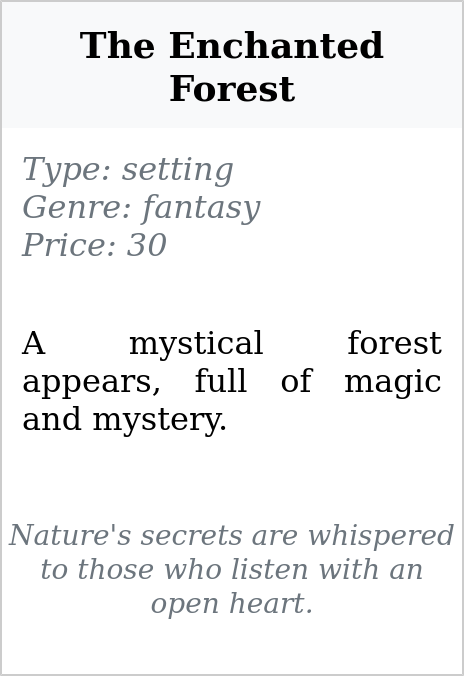 The Enchanted
Forest
Type: setting
Genre: fantasy
Price: 30
A mystical forest
appears, full of magic
and mystery.
Nature's secrets are whispered
to those who listen with an
open heart.